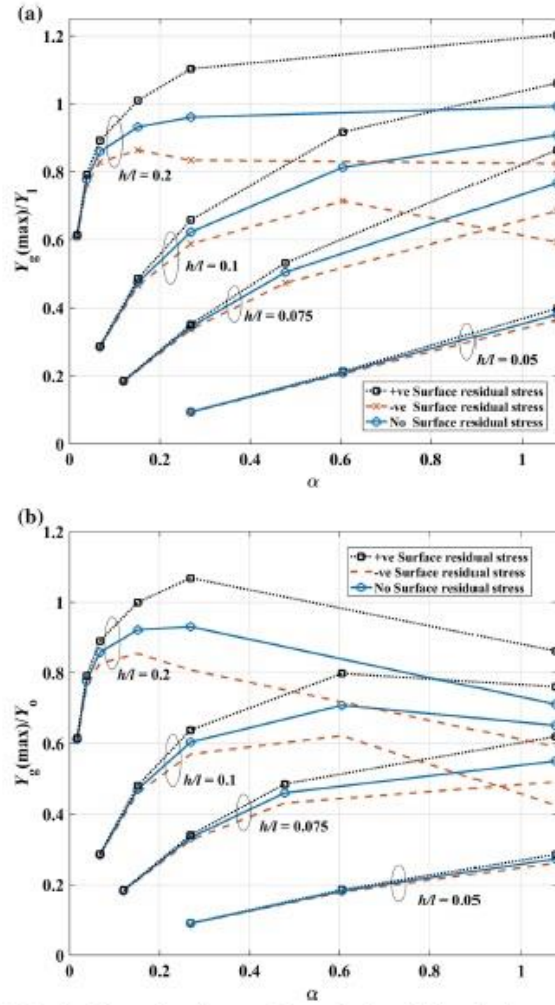 (a)
1.2
1
0.8
0.6
0.4
0.2
0
Y_g (max)/Y_l
h/l = 0.2
h/l = 0.1
h/l = 0.075
h/l = 0.05
+ve Surface residual stress
-ve Surface residual stress
No Surface residual stress
0 0.2 0.4 0.6 0.8 1
α
(b)
1.2
1
0.8
0.6
0.4
0.2
0
Y_g (max)/Y_o
+ve Surface residual stress
-ve Surface residual stress
No Surface residual stress
h/l = 0.2
h/l = 0.1
h/l = 0.075
h/l = 0.05
0 0.2 0.4 0.6 0.8 1
α